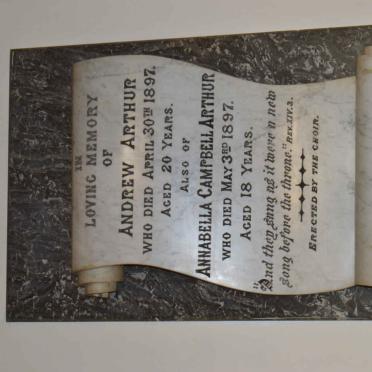 IN
LOVING MEMORY
OF
ANDREW ARTHUR
WHO DIED APRIL 30TH 1897.
AGED 20 YEARS.
ALSO OF
ANNABELLA CAMPBELL ARTHUR
WHO DIED MAY 3RD 1897.
AGED 18 YEARS.
"And they sung as it were a new
song before the throne." REV. XIV. 3.
ERECTED BY THE CHOIR.